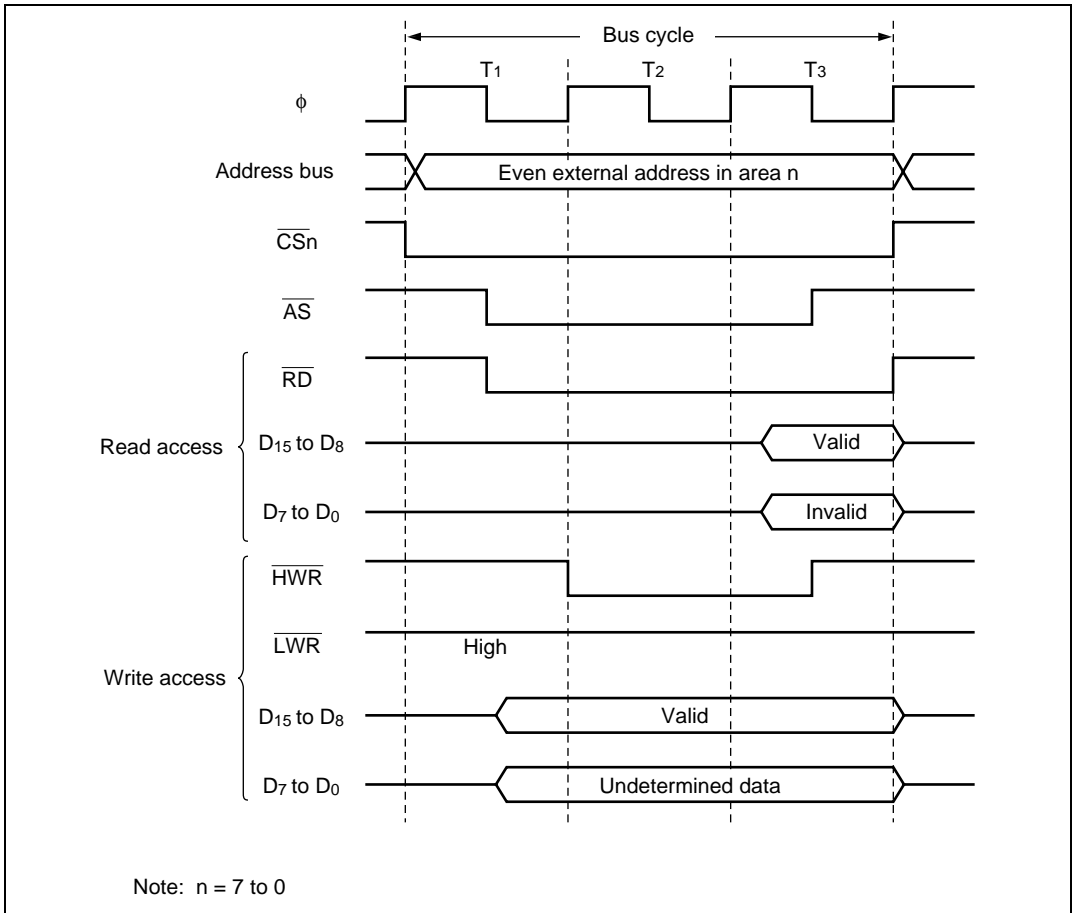 Bus cycle
T1 T2 T3
ϕ
Address bus Even external address in area n
CSn
AS
RD
Read access D15 to D8 Valid
D7 to D0 Invalid
HWR
LWR High
Write access
D15 to D8 Valid
D7 to D0 Undetermined data
Note: n = 7 to 0